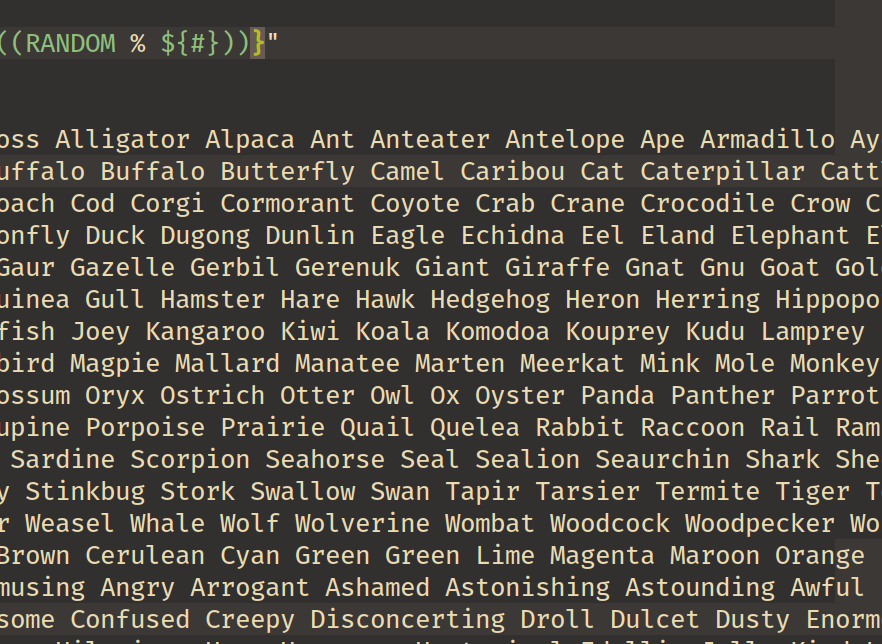 ((RANDOM % ${#}))}"
oss Alligator Alpaca Ant Anteater Antelope Ape Armadillo Ay
uffalo Buffalo Butterfly Camel Caribou Cat Caterpillar Catt
oach Cod Corgi Cormorant Coyote Crab Crane Crocodile Crow C
onfly Duck Dugong Dunlin Eagle Echidna Eel Eland Elephant E
Gaur Gazelle Gerbil Gerenuk Giant Giraffe Gnat Gnu Goat Gol
uinea Gull Hamster Hare Hawk Hedgehog Heron Herring Hippopo
fish Joey Kangaroo Kiwi Koala Komodoa Kouprey Kudu Lamprey
bird Magpie Mallard Manatee Marten Meerkat Mink Mole Monkey
ossum Oryx Ostrich Otter Owl Ox Oyster Panda Panther Parrot
upine Porpoise Prairie Quail Quelea Rabbit Raccoon Rail Ram
Sardine Scorpion Seahorse Seal Sealion Seaurchin Shark She
y Stinkbug Stork Swallow Swan Tapir Tarsier Termite Tiger T
r Weasel Whale Wolf Wolverine Wombat Woodcock Woodpecker Wo
Brown Cerulean Cyan Green Green Lime Magenta Maroon Orange
musing Angry Arrogant Ashamed Astonishing Astounding Awful
some Confused Creepy Disconcerting Droll Dulcet Dusty Enorm